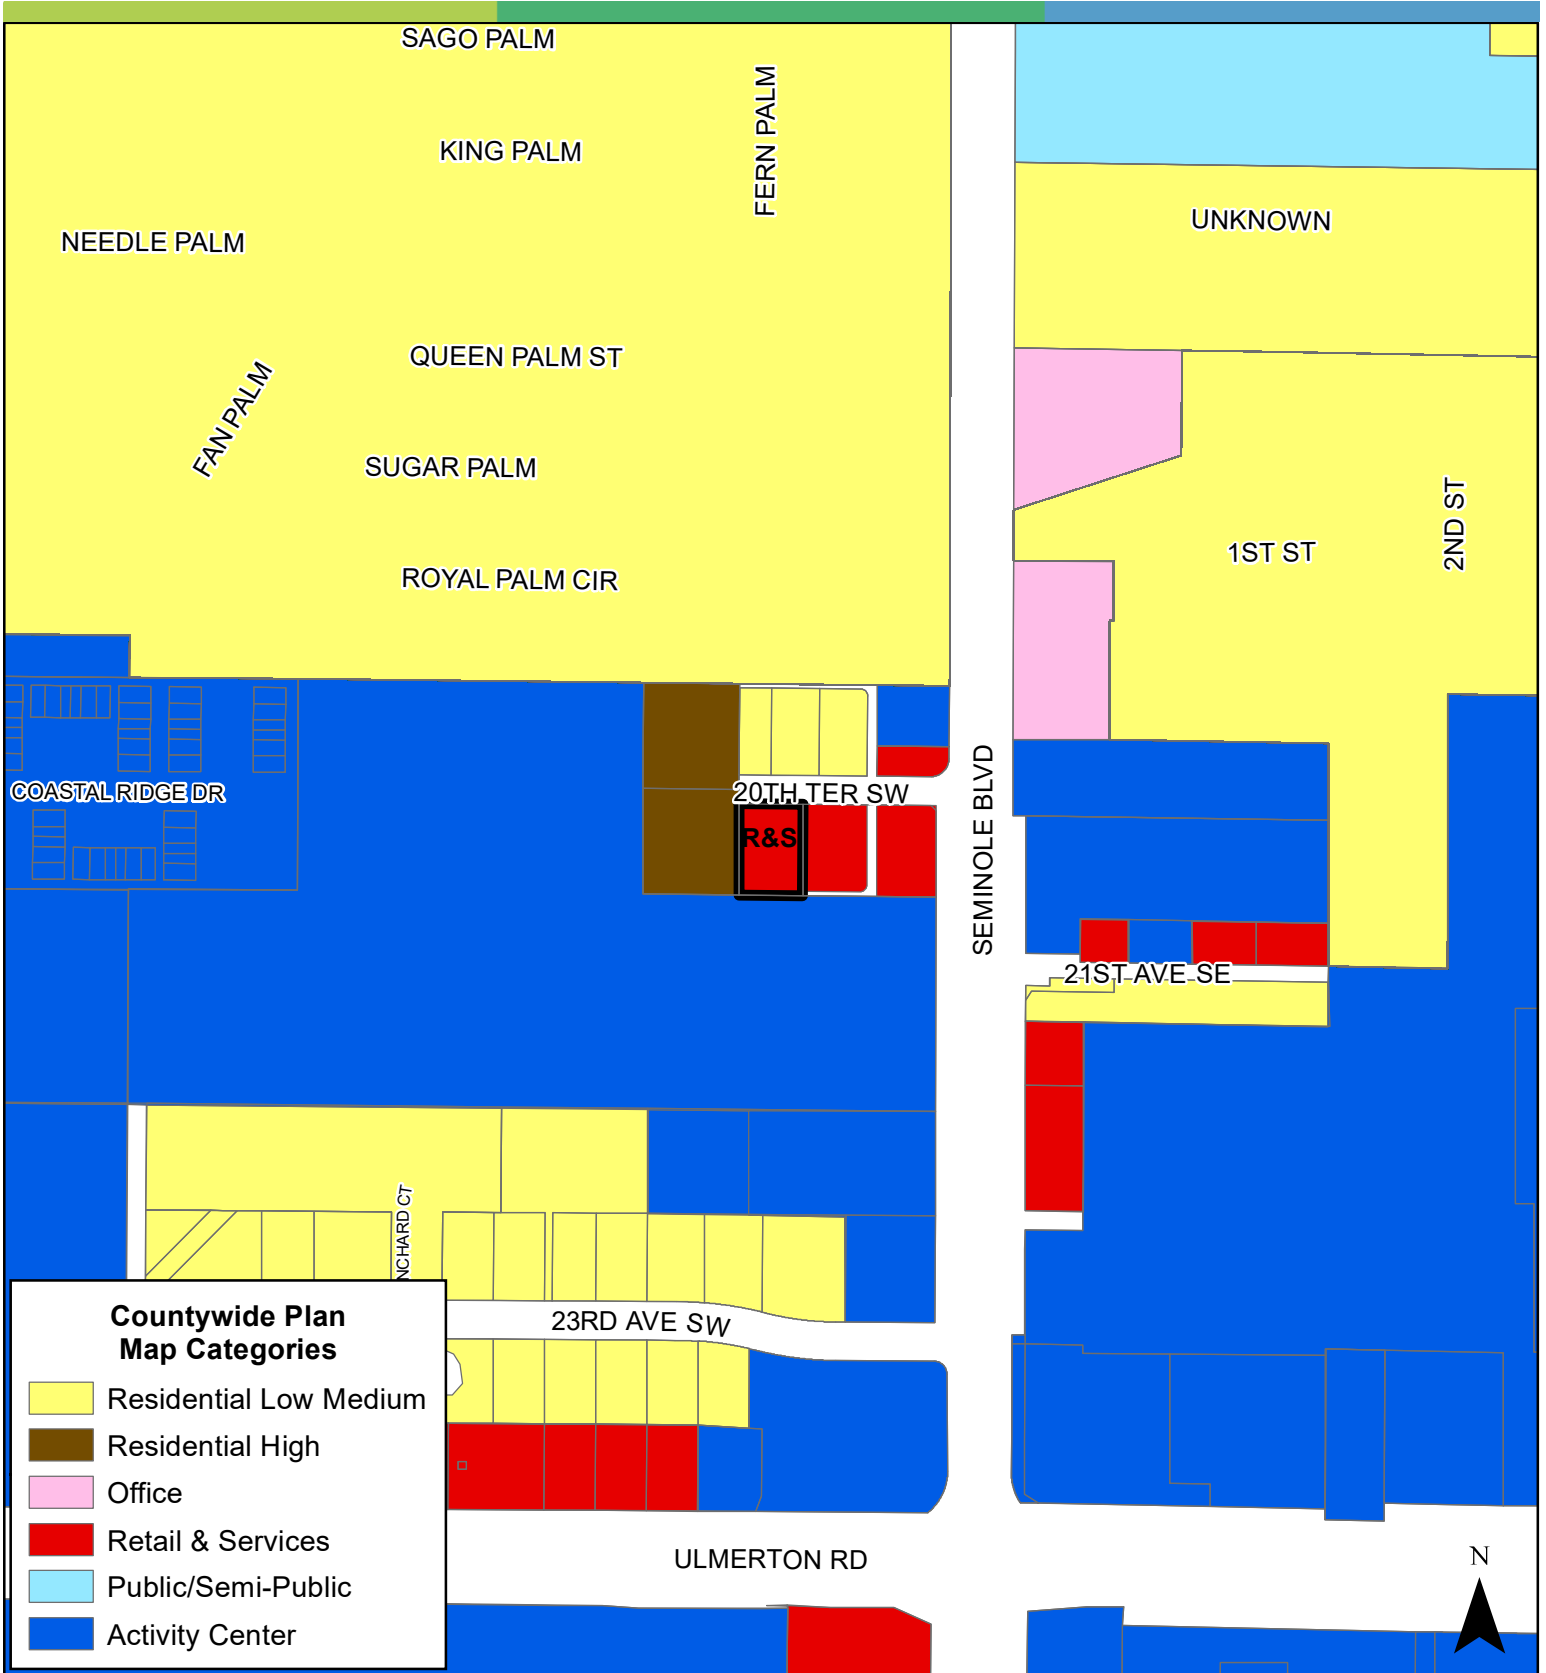 SAGO PALM
FERN PALM
KING PALM
UNKNOWN
NEEDLE PALM
QUEEN PALM ST
FAN PALM
SUGAR PALM
2ND ST
1ST ST
ROYAL PALM CIR
COASTAL RIDGE DR
20TH TER SW
R&S
SEMINOLE BLVD
21ST AVE SE
NCHARD CT
23RD AVE SW
Countywide Plan
Map Categories
Residential Low Medium
Residential High
Office
Retail & Services
Public/Semi-Public
Activity Center
ULMERTON RD
N